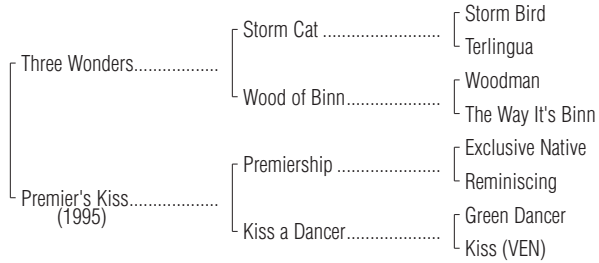 Storm Bird
Storm Cat ..........................
Terlingua
Three Wonders..................
Woodman
Wood of Binn.....................
The Way It's Binn
Exclusive Native
Premiership .......................
Reminiscing
Premier's Kiss...................
(1995)
Green Dancer
Kiss a Dancer.....................
Kiss (VEN)